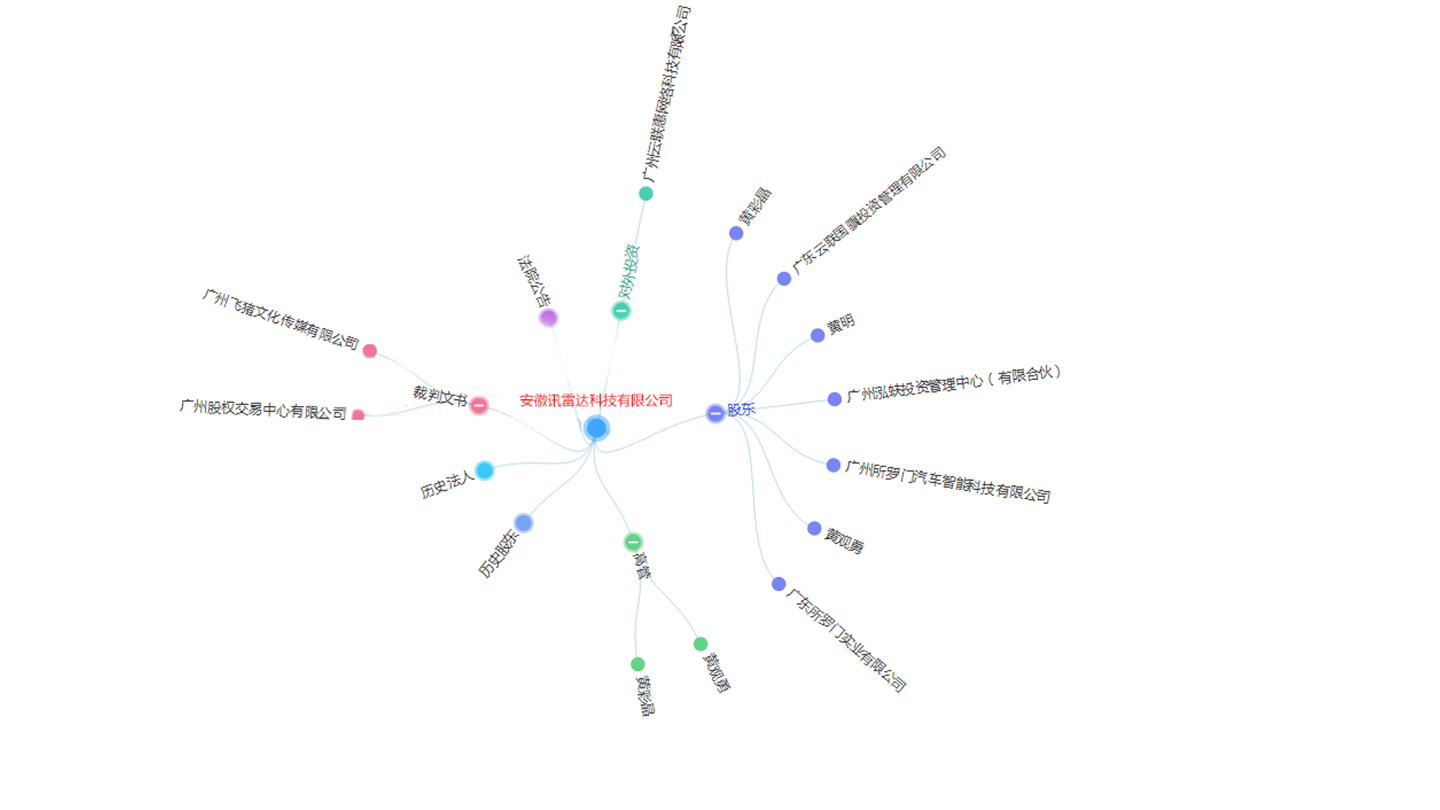 广州云联惠网络科技有限公司
对外投资
法院公告
广州飞猪文化传媒有限公司
裁判文书
广州股权交易中心有限公司
安徽讯雷达科技有限公司
历史法人
历史股东
高管
黄彩晶
黄观勇
股东
黄彩晶
广东云联国骥投资管理有限公司
黄明
广州泓蚨投资管理中心（有限合伙）
广州所罗门汽车智能科技有限公司
黄观勇
广东所罗门实业有限公司